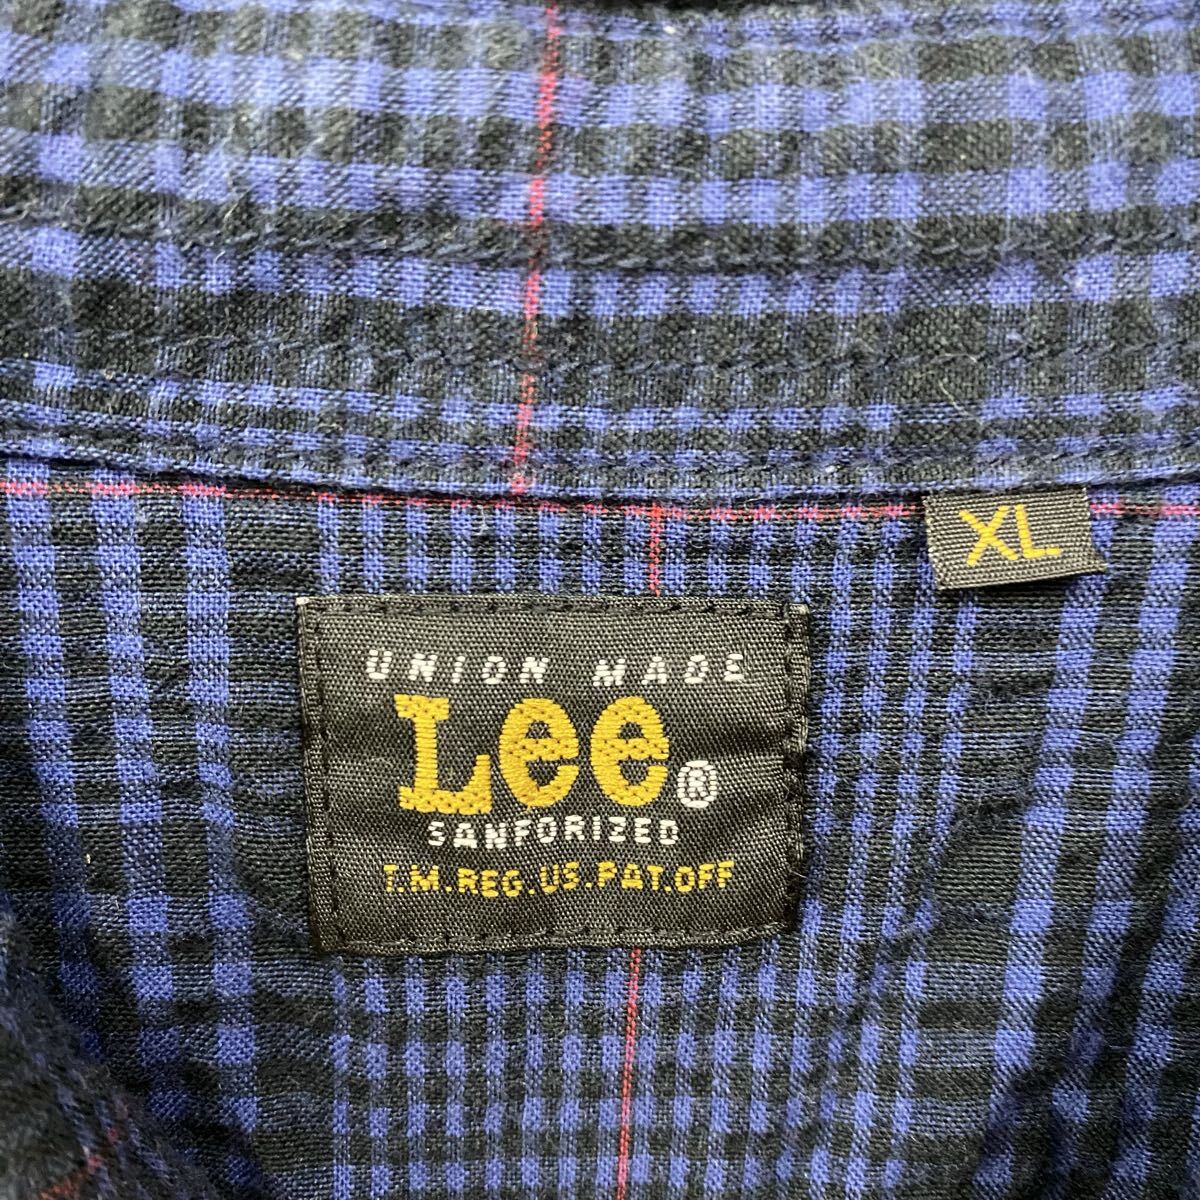 XL
UNION MADE
Lee®
SANFORIZED
T.M.REG.US.PAT.OFF